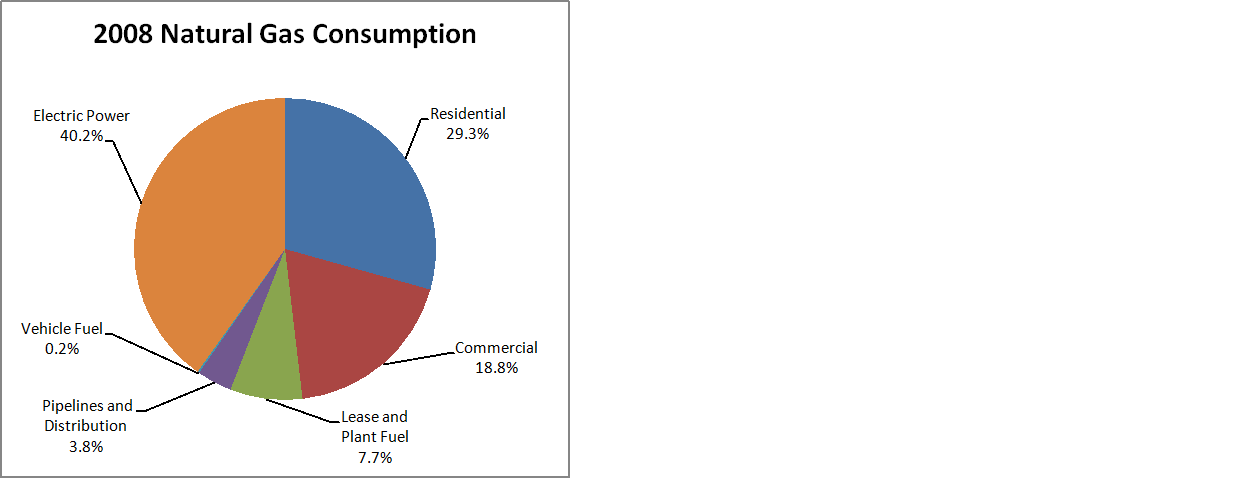 2008 Natural Gas Consumption
Electric Power
40.2%
Residential
29.3%
Vehicle Fuel
0.2%
Commercial
18.8%
Pipelines and
Distribution
3.8%
Lease and
Plant Fuel
7.7%